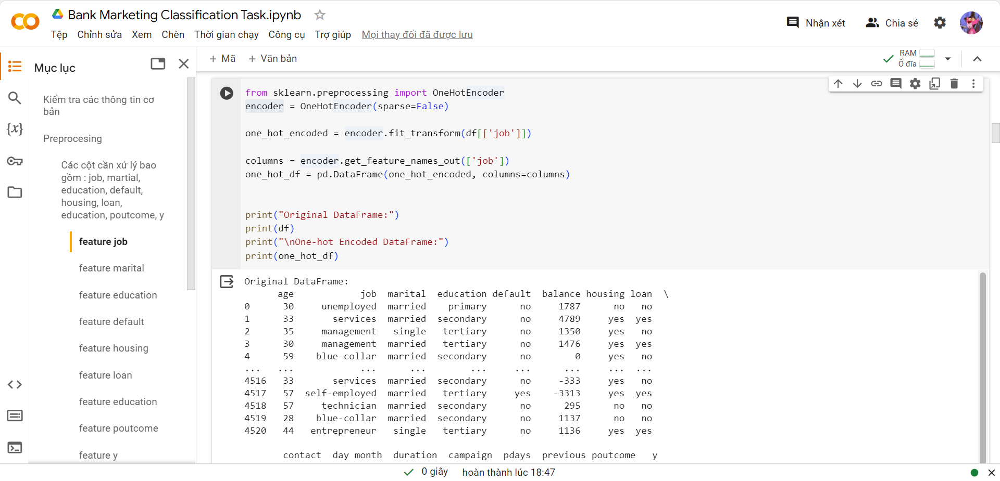 Bank Marketing Classification Task.ipynb
Tệp Chỉnh sửa Xem Chèn Thời gian chạy Công cụ Trợ giúp Mọi thay đổi đã được lưu
Nhận xét
Chia sẻ
Mục lục
Kiểm tra các thông tin cơ
bản
Preprocesing
Các cột cần xử lý bao
gồm : job, martial,
education, default,
housing, loan,
education, poutcome, y
feature job
feature marital
feature education
feature default
feature housing
feature loan
feature education
feature poutcome
feature y
+ Mã + Văn bản
RAM
Ổ đĩa
from sklearn.preprocessing import OneHotEncoder
encoder = OneHotEncoder(sparse=False)
one_hot_encoded = encoder.fit_transform(df[['job']])
columns = encoder.get_feature_names_out(['job'])
one_hot_df = pd.DataFrame(one_hot_encoded, columns=columns)
print("Original DataFrame:")
print(df)
print("\nOne-hot Encoded DataFrame:")
print(one_hot_df)
Original DataFrame:
age job marital education default balance housing loan \
0 30 unemployed married primary no 1787 no no
1 33 services married secondary no 4789 yes yes
2 35 management single tertiary no 1350 yes no
3 30 management married tertiary no 1476 yes yes
4 59 blue-collar married secondary no 0 yes no
... ... ... ... ... ... ... ... ...
4516 33 services married secondary no -333 yes no
4517 57 self-employed married tertiary yes -3313 yes yes
4518 57 technician married secondary no 295 no no
4519 28 blue-collar married secondary no 1137 no no
4520 44 entrepreneur single tertiary no 1136 yes yes
contact day month duration campaign pdays previous poutcome y
0 giây hoàn thành lúc 18:47